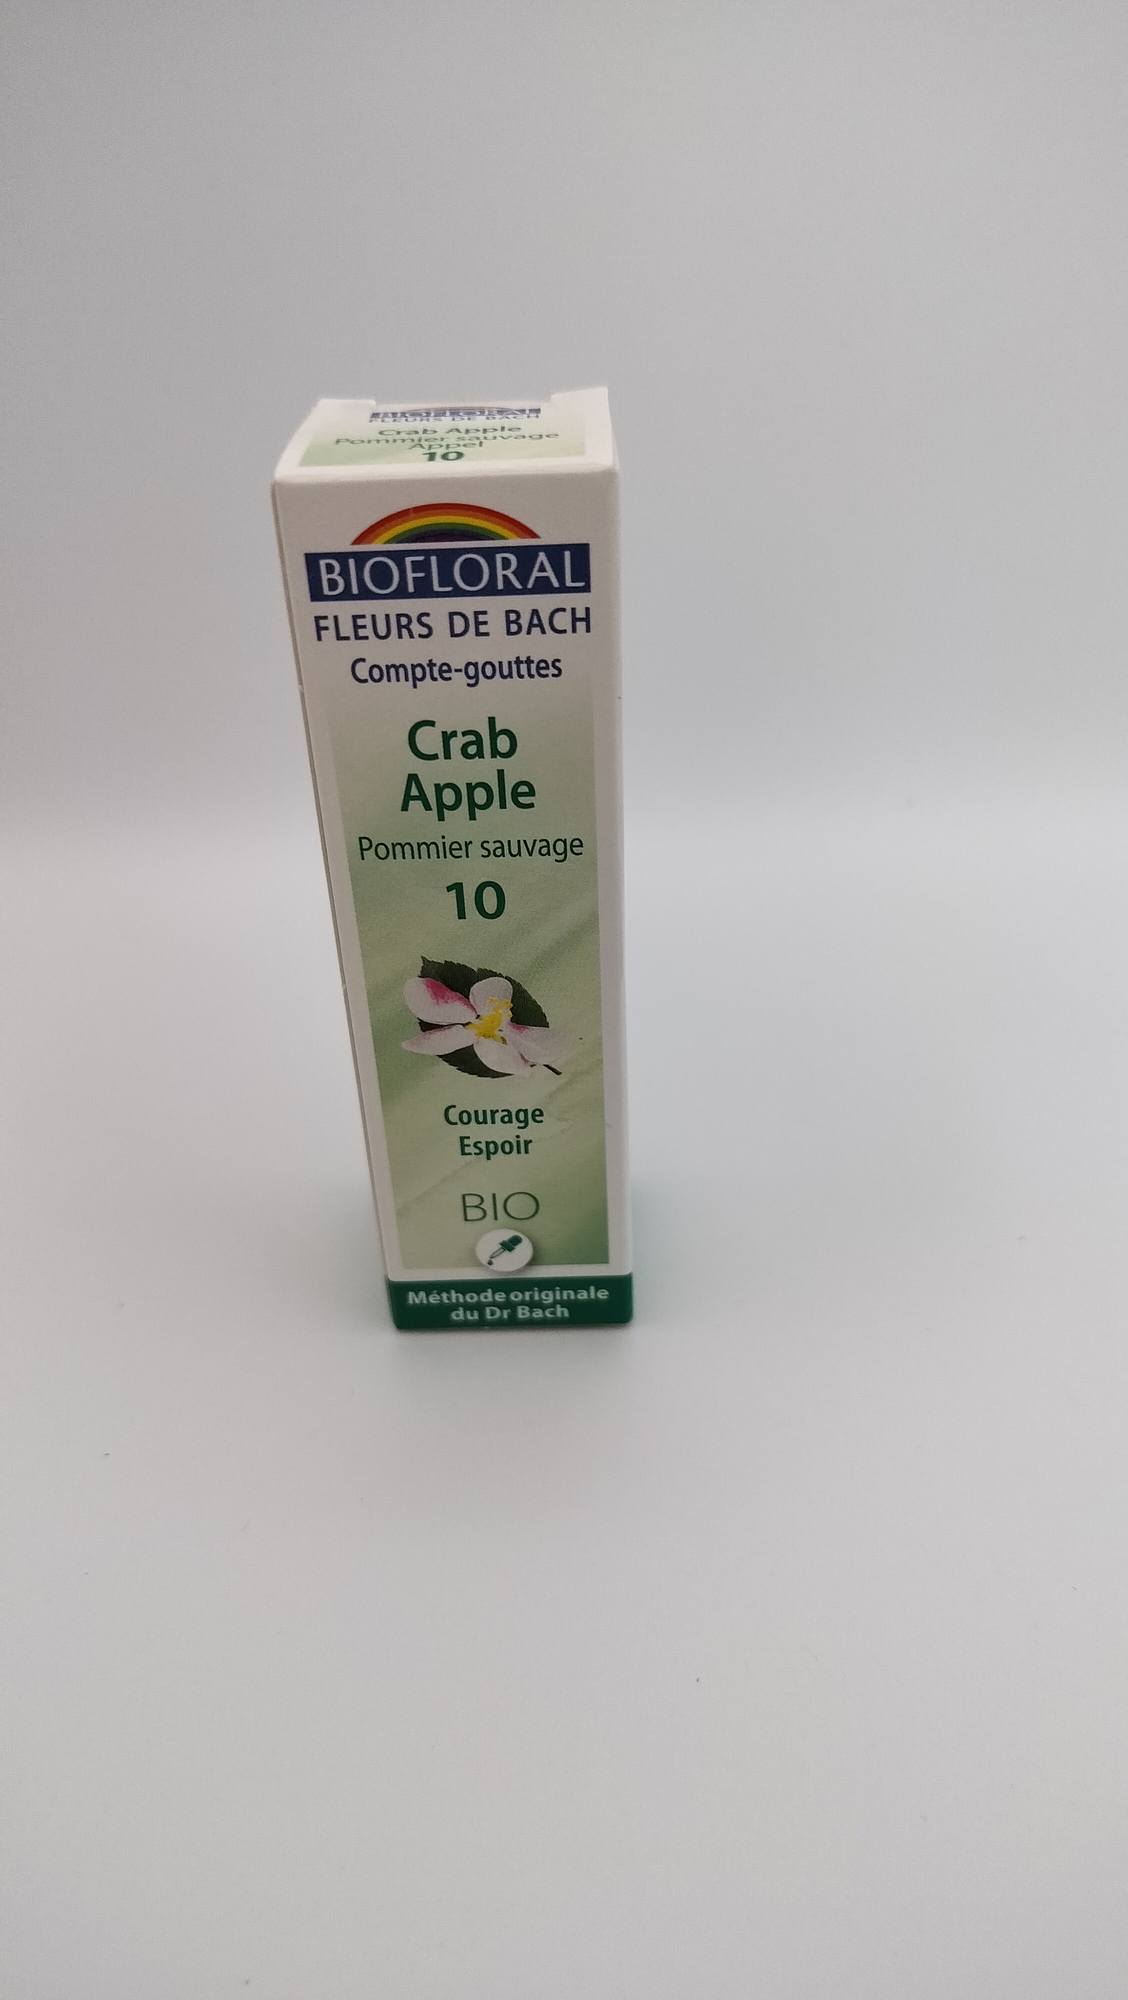 BIOFLORAL
FLEURS DE BACH
Crab Apple
Pommier sauvage
Appel
10
BIOFLORAL
FLEURS DE BACH
Compte-gouttes
Crab
Apple
Pommier sauvage
10
Courage
Espoir
BIO
Méthode originale
du Dr Bach